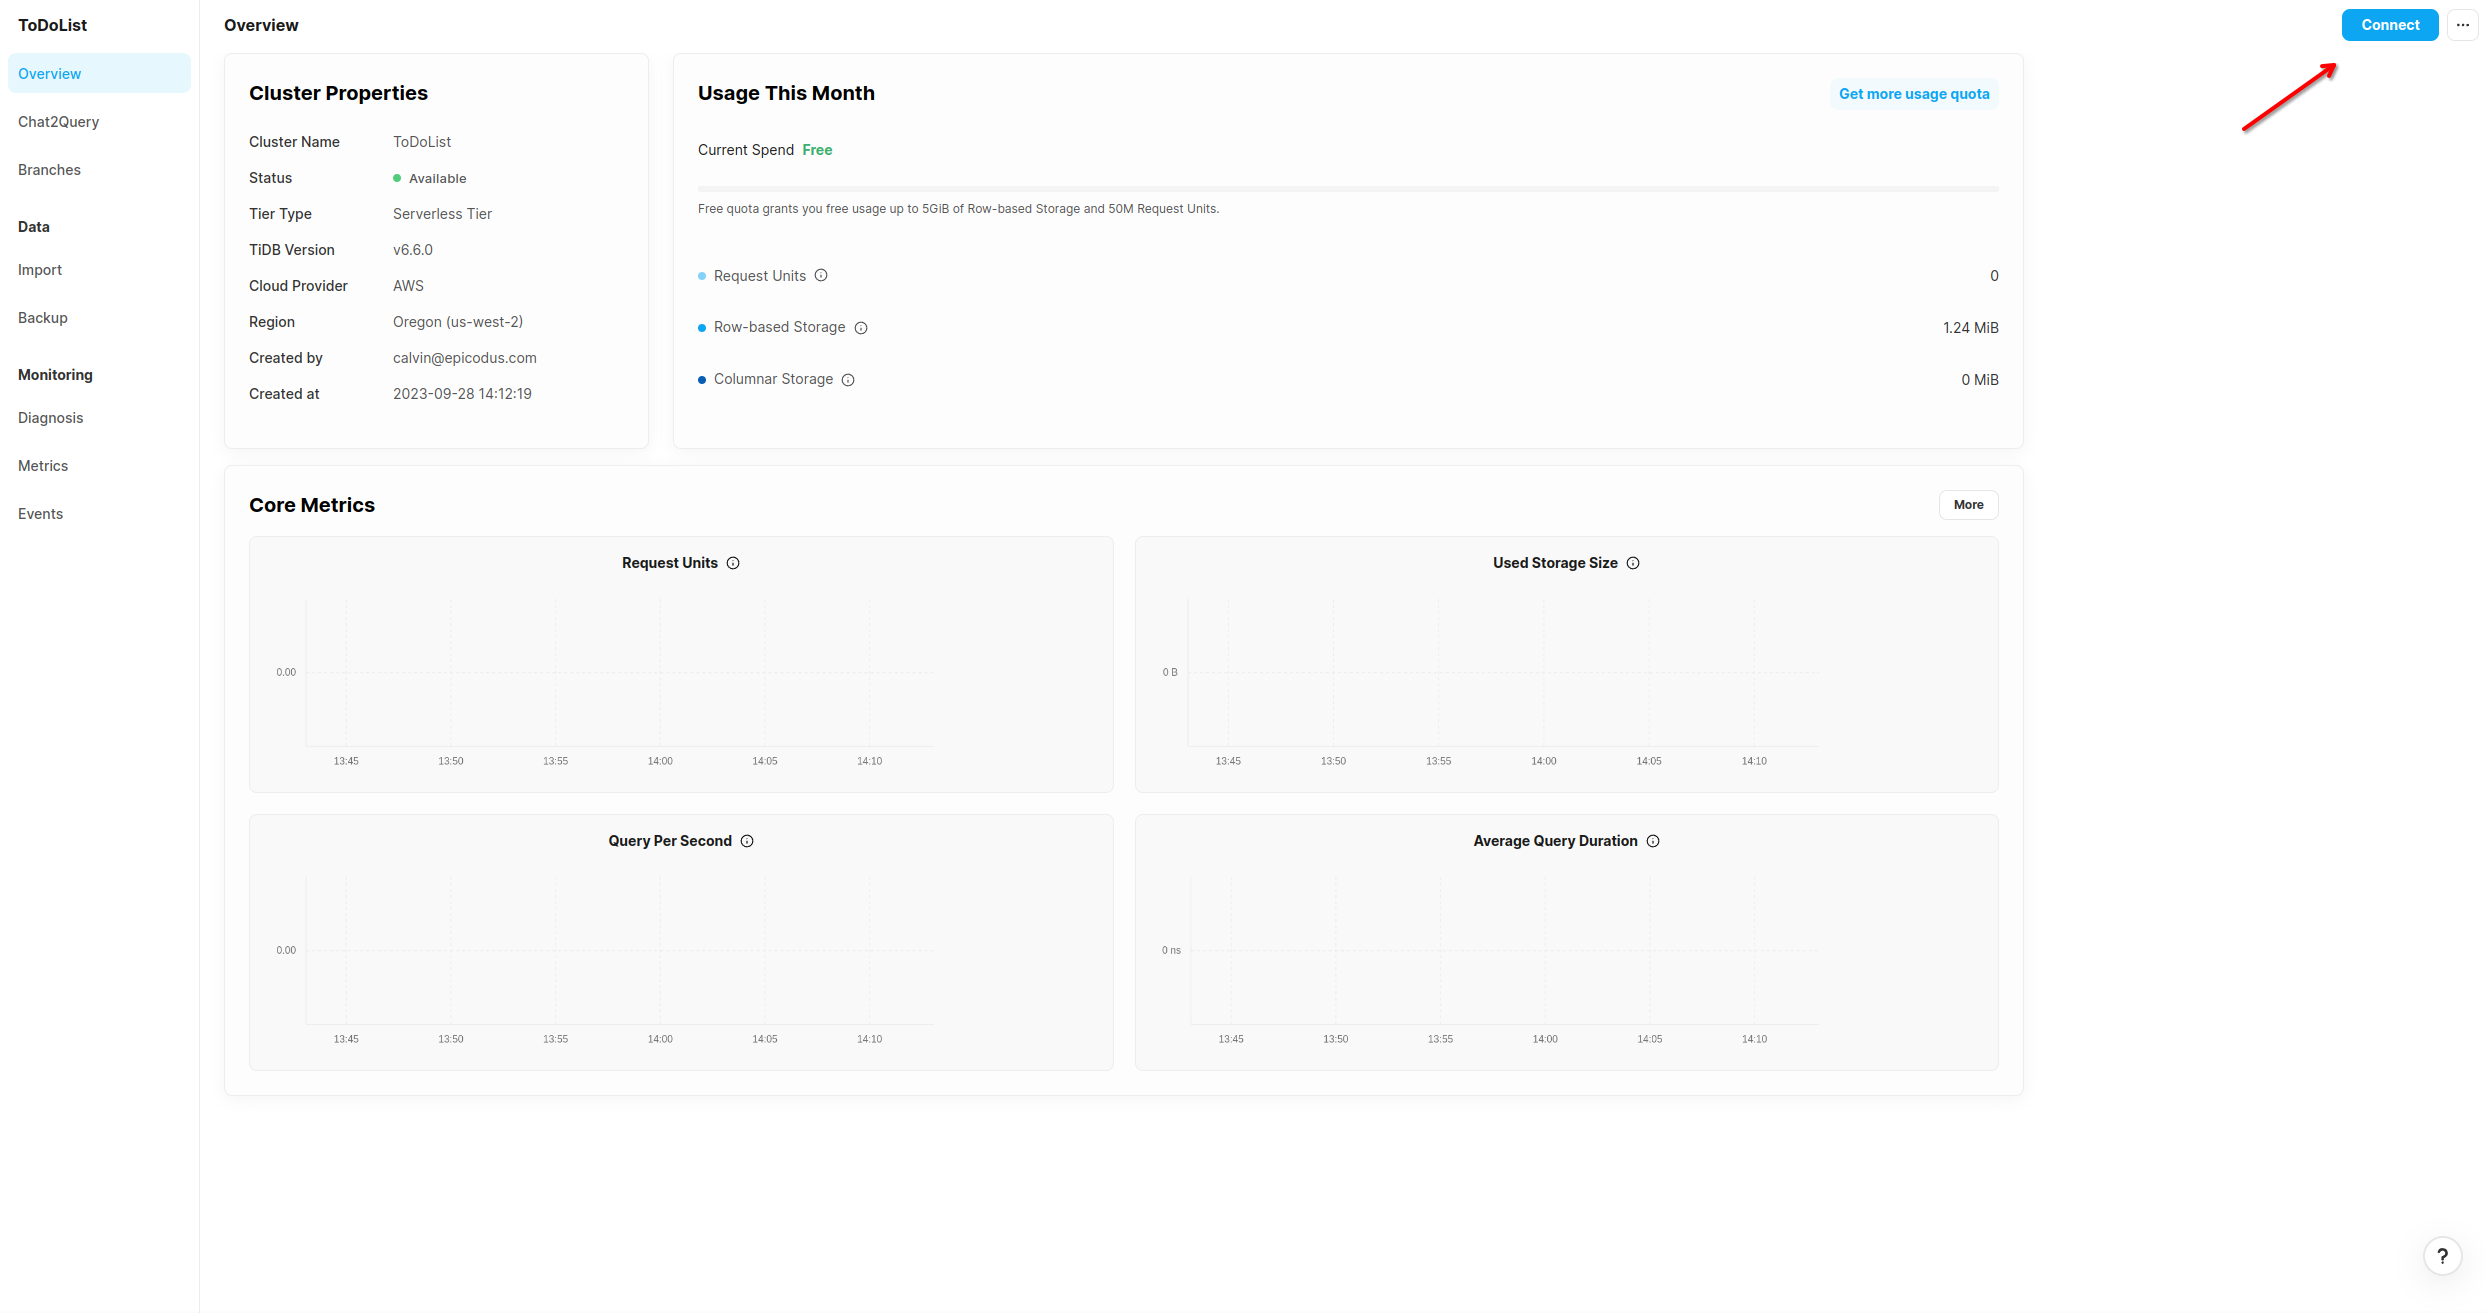 ToDoList
Overview
Chat2Query
Branches
Data
Import
Backup
Monitoring
Diagnosis
Metrics
Events
Overview
Connect
...
Cluster Properties
Cluster Name ToDoList
Status Available
Tier Type Serverless Tier
TiDB Version v6.6.0
Cloud Provider AWS
Region Oregon (us-west-2)
Created by calvin@epicodus.com
Created at 2023-09-28 14:12:19
Usage This Month
Get more usage quota
Current Spend Free
Free quota grants you free usage up to 5GiB of Row-based Storage and 50M Request Units.
Request Units 0
Row-based Storage 1.24 MiB
Columnar Storage 0 MiB
Core Metrics
More
Request Units
0.00
13:45 13:50 13:55 14:00 14:05 14:10
Used Storage Size
0 B
13:45 13:50 13:55 14:00 14:05 14:10
Query Per Second
0.00
13:45 13:50 13:55 14:00 14:05 14:10
Average Query Duration
0 ns
13:45 13:50 13:55 14:00 14:05 14:10
?